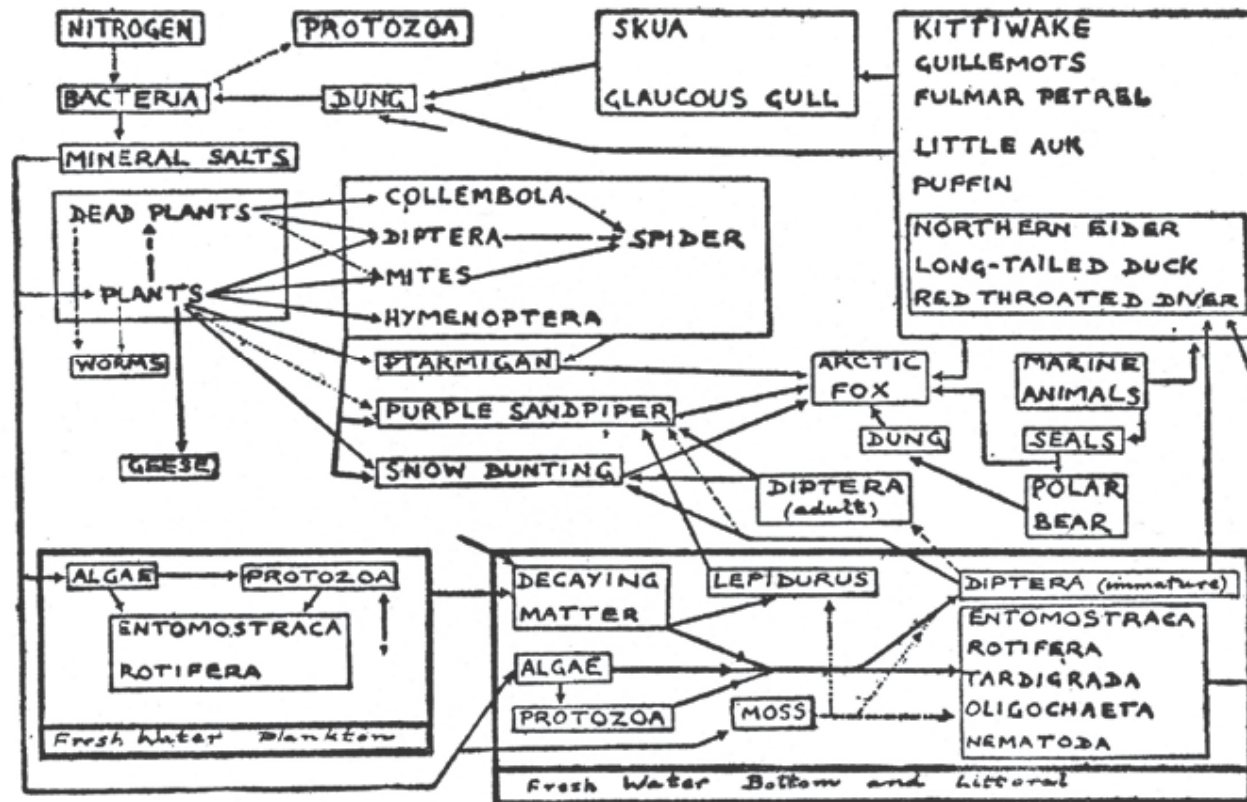 NITROGEN
PROTOZOA
BACTERIA
DUNG
MINERAL SALTS
SKUA
GLAUCOUS GULL
KITTIWAKE
GUILLEMOTS
FULMAR PETREL
LITTLE AUK
PUFFIN
NORTHERN EIDER
LONG-TAILED DUCK
RED THROATED DIVER
DEAD PLANTS
PLANTS
WORMS
GEESE
COLLEMBOLA
DIPTERA
MITES
HYMENOPTERA
SPIDER
PTARMIGAN
PURPLE SANDPIPER
SNOW BUNTING
ARCTIC
FOX
DUNG
MARINE
ANIMALS
SEALS
POLAR
BEAR
DIPTERA
(adult)
ALGAE
PROTOZOA
ENTOMOSTRACA
ROTIFERA
Fresh Water Plankton
DECAYING
MATTER
LEPIDURUS
DIPTERA (immature)
ALGAE
PROTOZOA
MOSS
ENTOMOSTRACA
ROTIFERA
TARDIGRADA
OLIGOCHAETA
NEMATODA
Fresh Water Bottom and Littoral